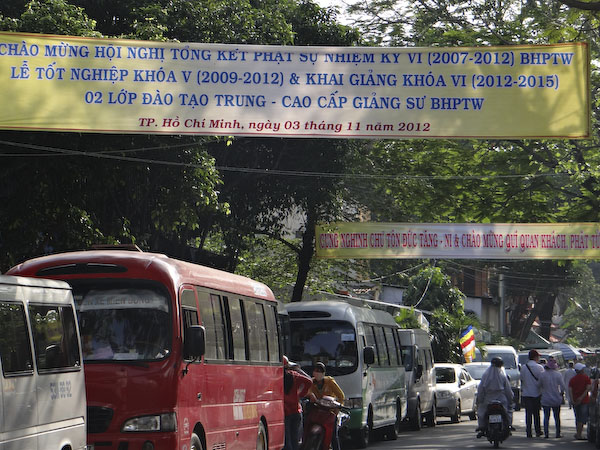 CHÀO MỪNG HỘI NGHỊ TỔNG KẾT PHẬT SỰ NHIỆM KỲ VI (2007-2012) BHPTW
LỄ TỐT NGHIỆP KHÓA V (2009-2012) & KHAI GIẢNG KHÓA VI (2012-2015)
02 LỚP ĐÀO TẠO TRUNG - CAO CẤP GIẢNG SƯ BHPTW
TP. Hồ Chí Minh, ngày 03 tháng 11 năm 2012
CUNG NGHINH CHƯ TÔN ĐỨC TĂNG - NI & CHÀO MỪNG QUÍ QUAN KHÁCH, PHẬT TỬ